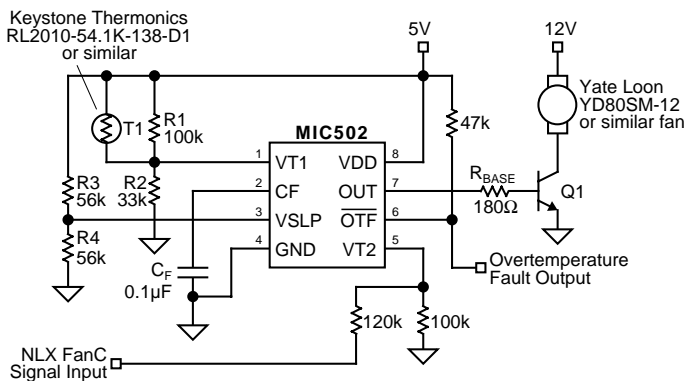 Keystone Thermonics
RL2010-54.1K-138-D1
or similar
5V
12V
Yate Loon
YD80SM-12
or similar fan
T1
R1
100k
47k
MIC502
1
VT1
VDD
8
R3
56k
R2
33k
2
CF
OUT
7
RBASE
180Ω
Q1
3
VSLP
OTF
6
R4
56k
4
GND
VT2
5
CF
0.1µF
Overtemperature
Fault Output
120k
100k
NLX FanC
Signal Input